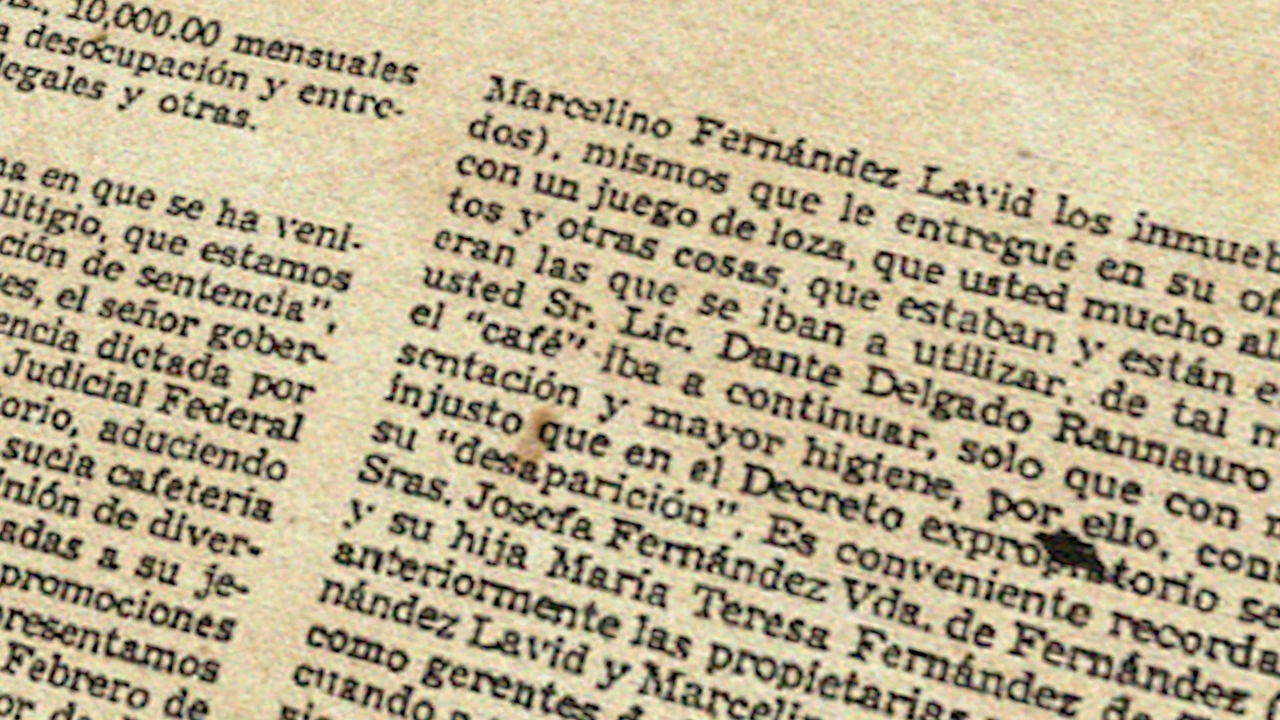 10,000.00 mensuales
desocupación y entre-
legales y otras.
en que se ha veni-
litigio, que estamos
ción de sentencia",
el señor gober-
encia dictada por
Judicial Federal
torio, aduciendo
sucia cafetería
de diver-
adas a su je-
promociones
presentamos
Febrero de
Marcelino Fernández Lavid los inmueb
dos), mismos que le entregué en su of
con un juego de loza, que usted mucho al
tos y otras cosas, que estaban y están e
eran las que se iban a utilizar, de tal m
usted Sr. Lic. Dante Delgado Rannauro
el "café" iba a continuar, solo que con m
sentación y mayor higiene, por ello, cons
injusto que en el Decreto expropiatorio se
su "desaparición". Es conveniente recorda
Sras. Josefa Fernández Vda. de Fernández
y su hija María Teresa Fernández de
anteriormente las propietarias
nández Lavid y Marcelin
como gerentes
cuando